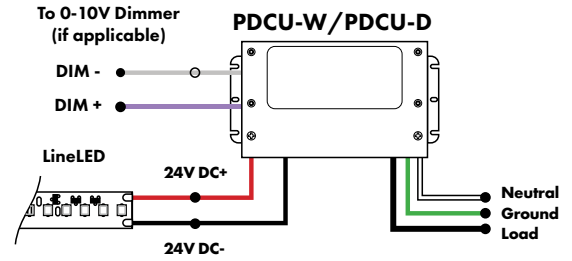 To 0-10V Dimmer
(if applicable)
PDCU-W/PDCU-D
DIM -
DIM +
LineLED
24V DC+
24V DC-
Neutral
Ground
Load